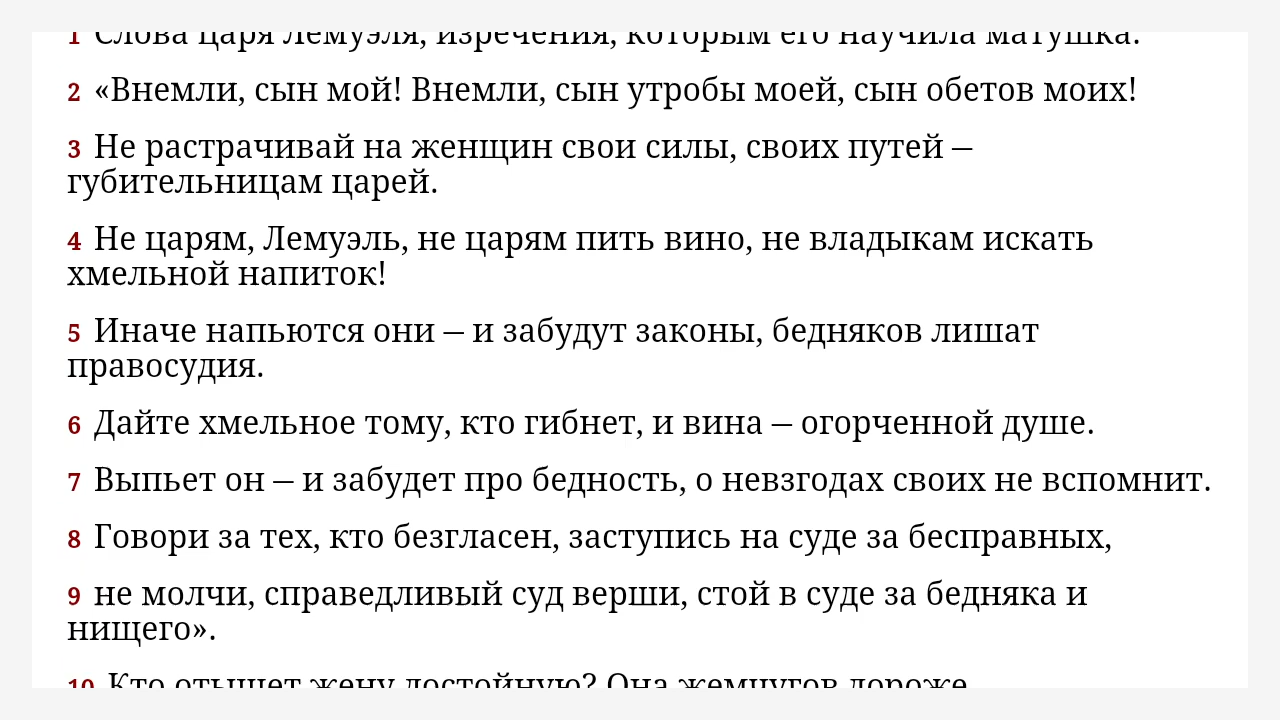 1 Слова царя Лемуэля, изречения, которым его научила матушка.
2 «Внемли, сын мой! Внемли, сын утробы моей, сын обетов моих!
3 Не растрачивай на женщин свои силы, своих путей –
губительницам царей.
4 Не царям, Лемуэль, не царям пить вино, не владыкам искать
хмельной напиток!
5 Иначе напьются они – и забудут законы, бедняков лишат
правосудия.
6 Дайте хмельное тому, кто гибнет, и вина – огорченной душе.
7 Выпьет он – и забудет про бедность, о невзгодах своих не вспомнит.
8 Говори за тех, кто безгласен, заступись на суде за бесправных,
9 не молчи, справедливый суд верши, стой в суде за бедняка и
нищего».
10 Кто отыщет жену достойную? Она жемчугов дороже